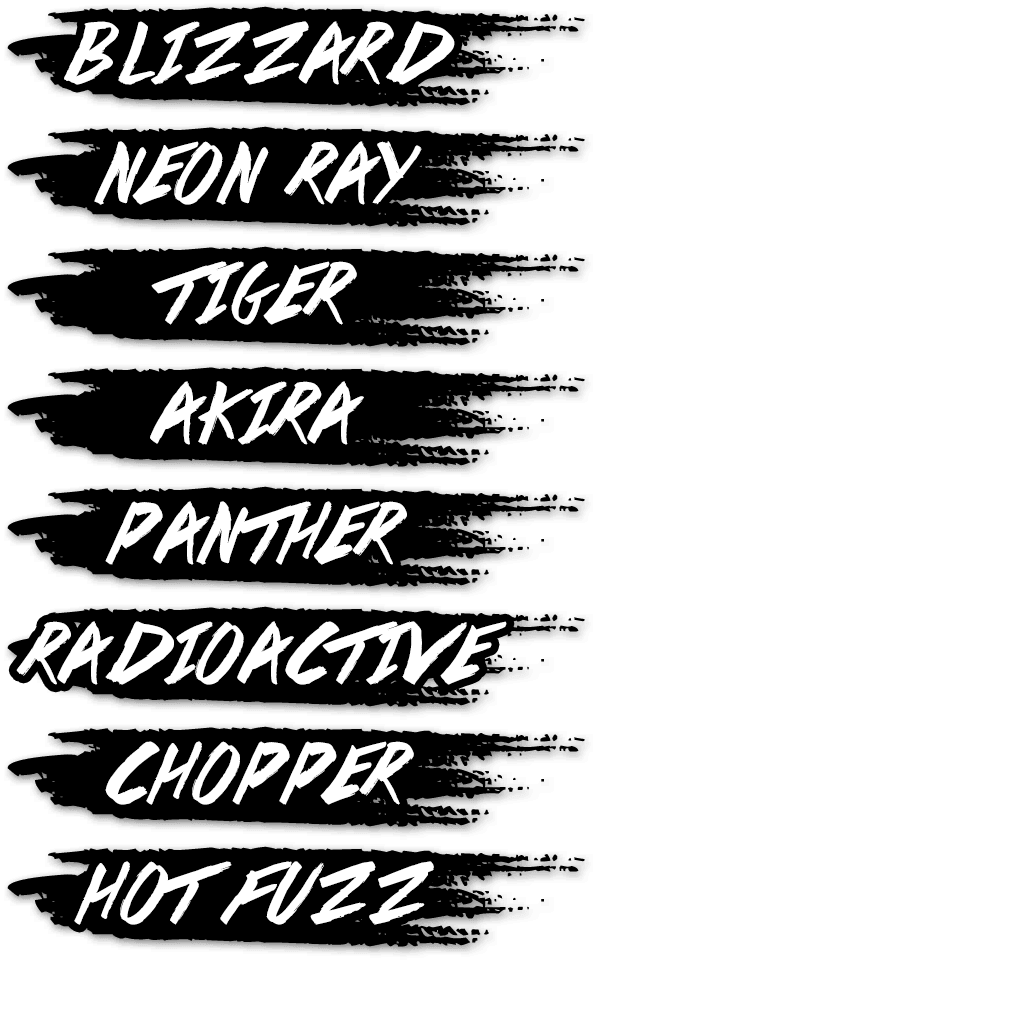 BLIZZARD
NEON RAY
TIGER
AKIRA
PANTHER
RADIOACTIVE
CHOPPER
HOT FUZZ